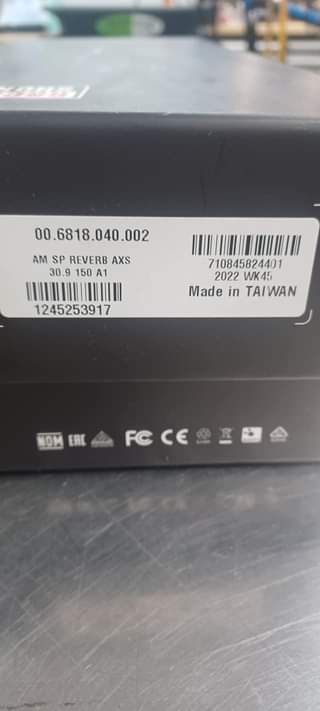 00.6818.040.002
AM SP REVERB AXS
30.9 150 A1
1245253917
710845824401
2022 WK45
Made in TAIWAN
NOM EAC FC CE